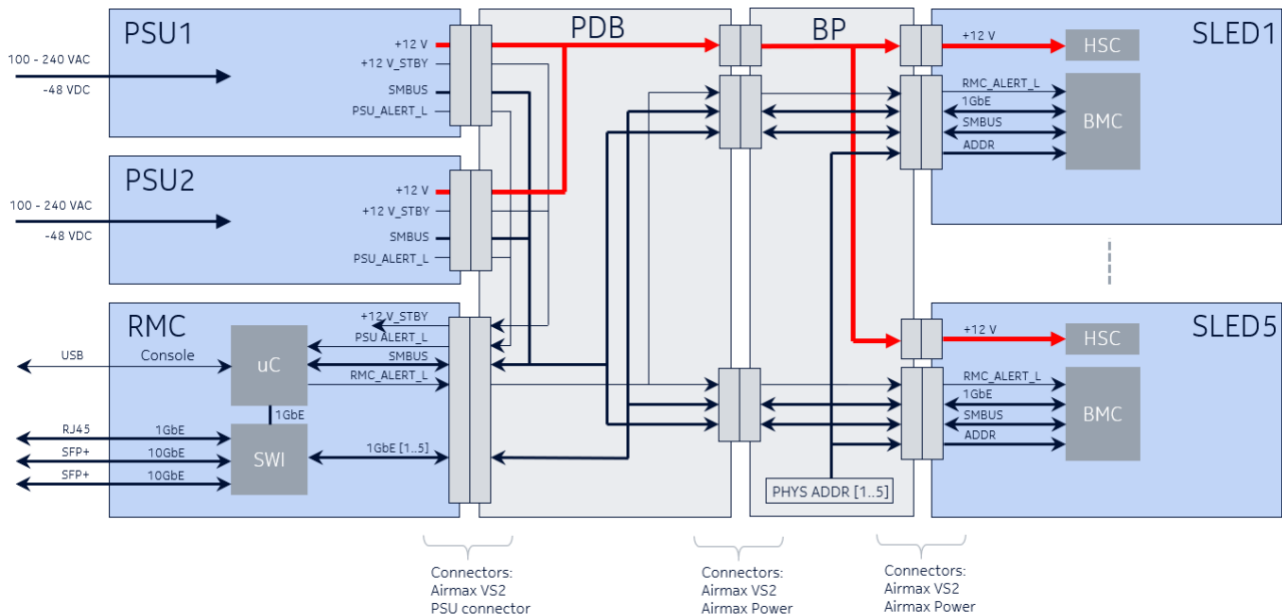 PSU1
PDB
BP
SLED1
+12 V
+12 V
HSC
100 - 240 VAC
-48 VDC
+12 V_STBY
SMBUS
PSU_ALERT_L
RMC_ALERT_L
1GbE
SMBUS
ADDR
BMC
PSU2
100 - 240 VAC
-48 VDC
+12 V
+12 V_STBY
SMBUS
PSU_ALERT_L
RMC
+12 V_STBY
PSU ALERT_L
SMBUS
RMC_ALERT_L
USB
Console
uC
1GbE
RJ45
1GbE
SFP+
10GbE
SFP+
10GbE
SWI
1GbE [1..5]
SLED5
+12 V
HSC
RMC_ALERT_L
1GbE
SMBUS
ADDR
BMC
PHYS ADDR [1..5]
Connectors:
Airmax VS2
PSU connector
Connectors:
Airmax VS2
Airmax Power
Connectors:
Airmax VS2
Airmax Power